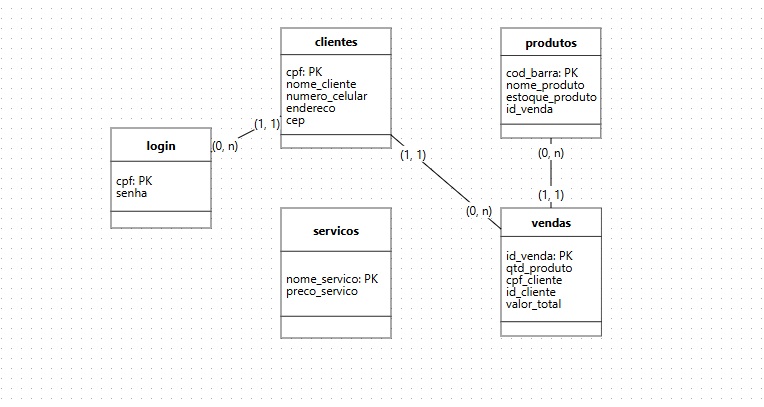 clientes
cpf: PK
nome_cliente
numero_celular
endereco
cep
produtos
cod_barra: PK
nome_produto
estoque_produto
id_venda
login
cpf: PK
senha
(0, n)
(1, 1)
(1, 1)
(0, n)
(0, n)
(1, 1)
servicos
nome_servico: PK
preco_servico
vendas
id_venda: PK
qtd_produto
cpf_cliente
id_cliente
valor_total